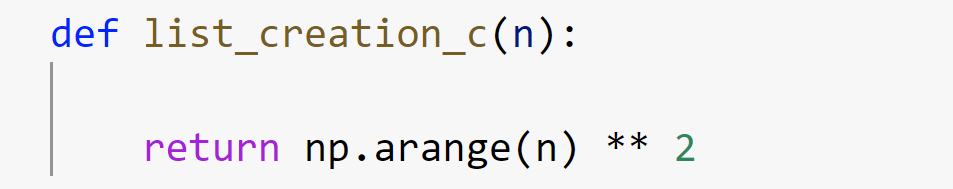 def list_creation_c(n):
    return np.arange(n) ** 2